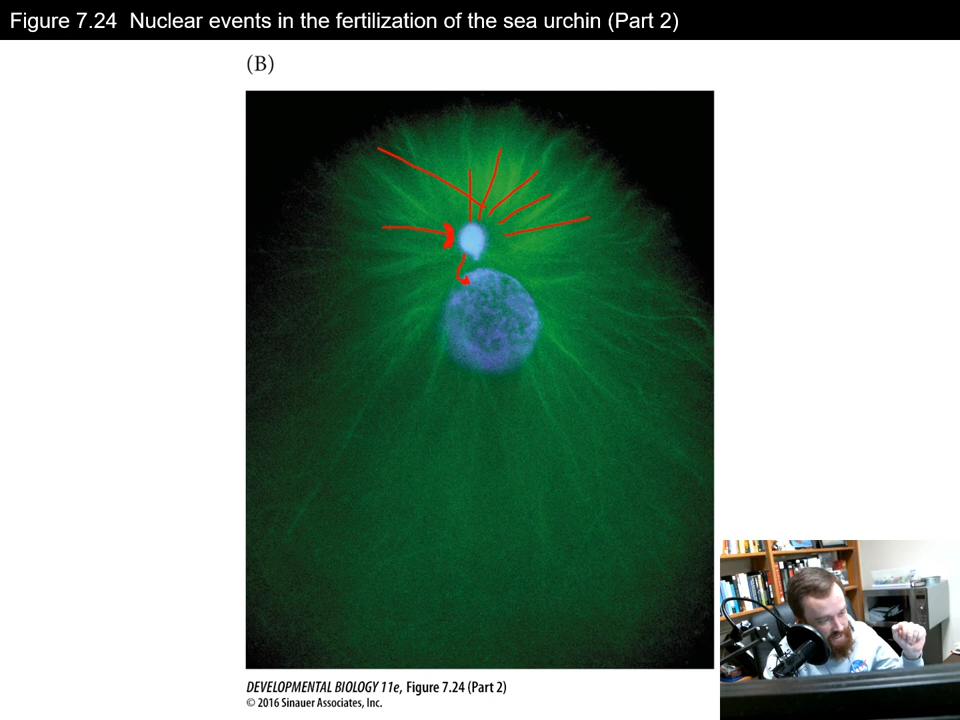 Figure 7.24 Nuclear events in the fertilization of the sea urchin (Part 2)
(B)
DEVELOPMENTAL BIOLOGY 11e, Figure 7.24 (Part 2)
© 2016 Sinauer Associates, Inc.